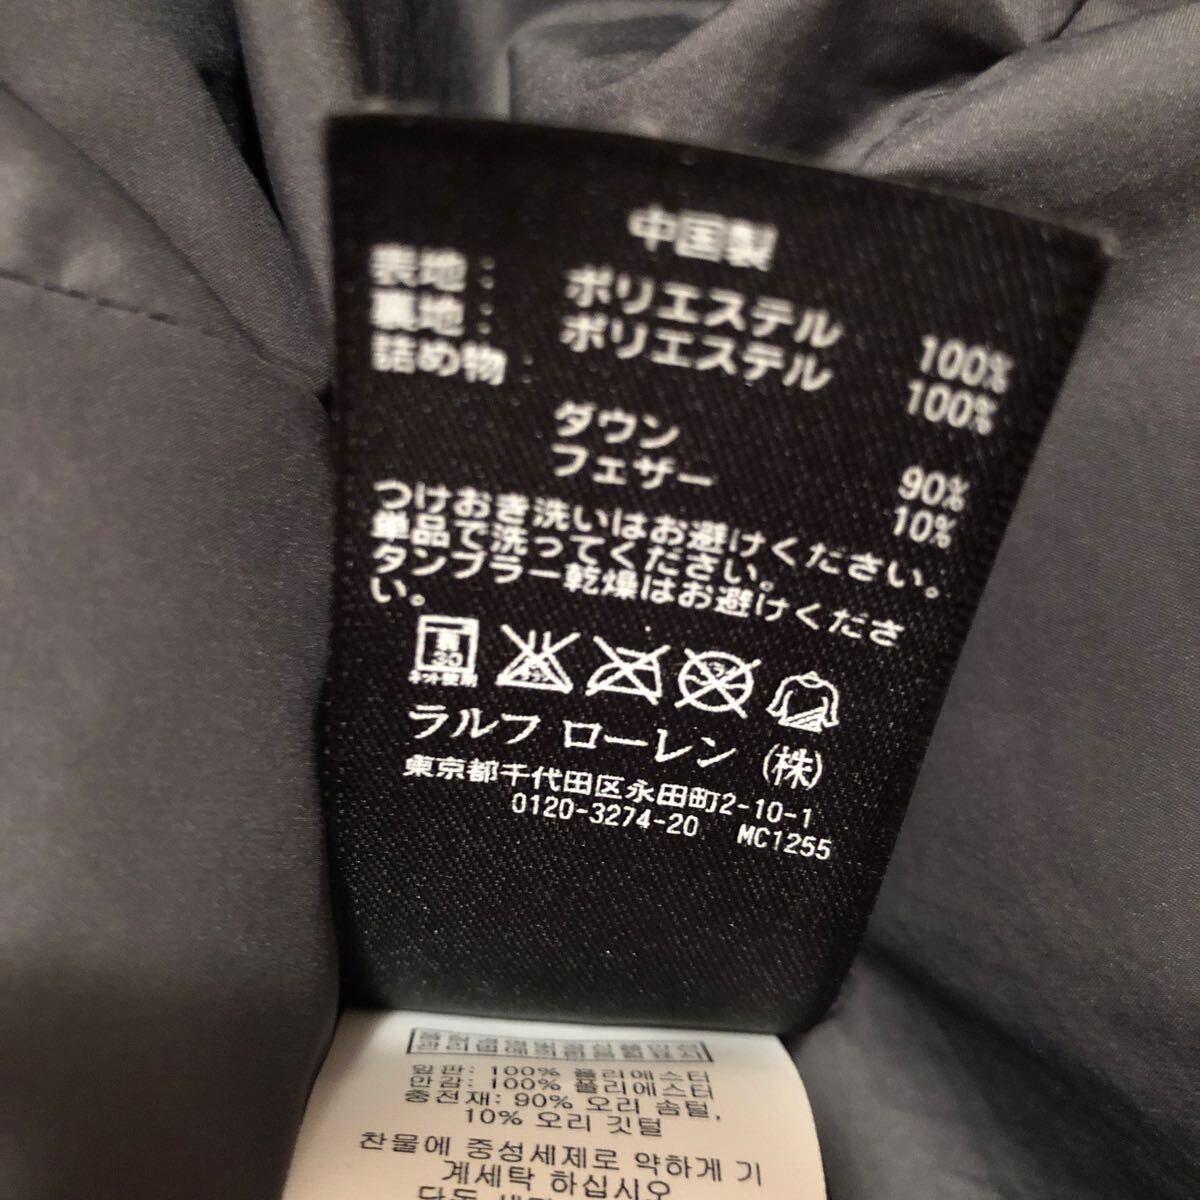 中国製
表地： ポリエステル 100%
裏地： ポリエステル 100%
詰め物
ダウン 90%
フェザー 10%
つけおき洗いはお避けください。
単品で洗ってください。
タンブラー乾燥はお避けくださ
い。
弱
30
ネット使用
ラルフ ローレン (株)
東京都千代田区永田町2-10-1
0120-3274-20 MC1255
겉감: 100% 폴리에스터
안감: 100% 폴리에스터
충전재: 90% 오리 솜털,
10% 오리 깃털
찬물에 중성세제로 약하게 기
계세탁 하십시오